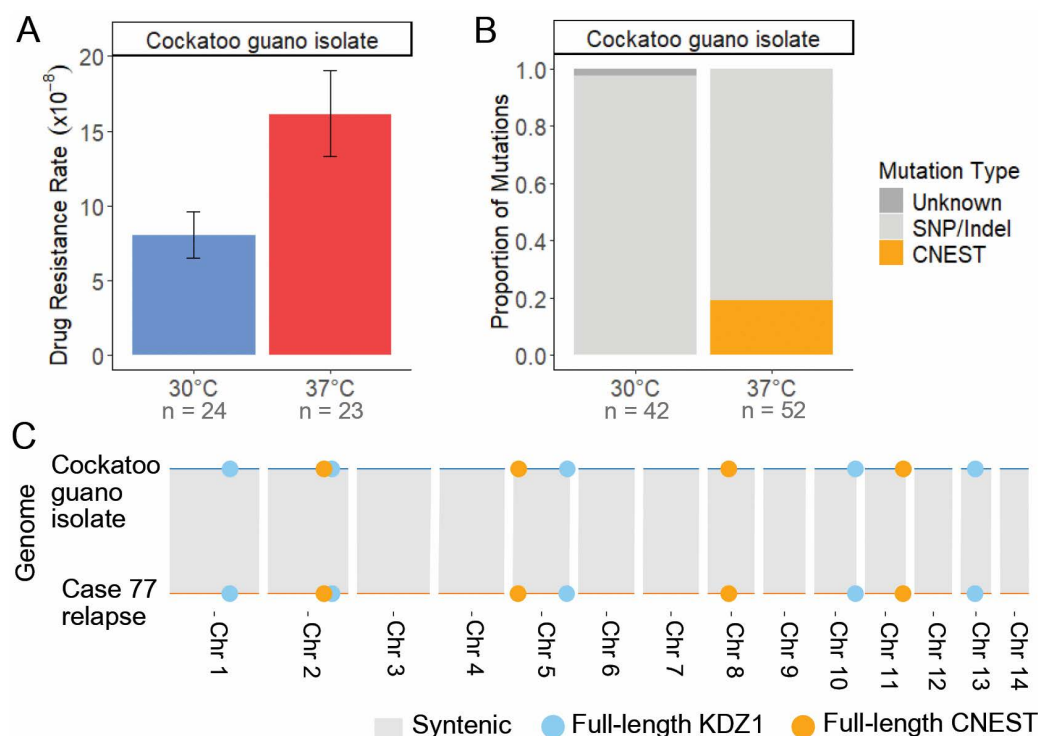 A
Cockatoo guano isolate
Drug Resistance Rate (x10⁻⁸)
20
15
10
5
0
30°C
n = 24
37°C
n = 23
B
Cockatoo guano isolate
Proportion of Mutations
1.0
0.8
0.6
0.4
0.2
0.0
30°C
n = 42
37°C
n = 52
Mutation Type
Unknown
SNP/Indel
CNEST
C
Genome
Cockatoo
guano
isolate
Case 77
relapse
Chr 1
Chr 2
Chr 3
Chr 4
Chr 5
Chr 6
Chr 7
Chr 8
Chr 9
Chr 10
Chr 11
Chr 12
Chr 13
Chr 14
Syntenic
Full-length KDZ1
Full-length CNEST